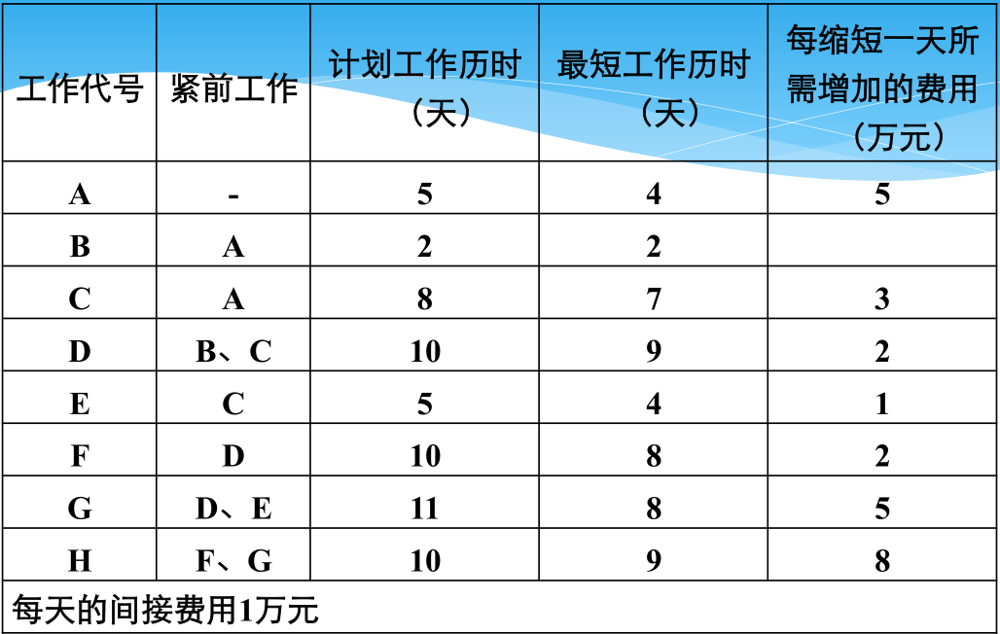 工作代号 紧前工作 计划工作历时（天） 最短工作历时（天） 每缩短一天所需增加的费用（万元）
A - 5 4 5
B A 2 2
C A 8 7 3
D B、C 10 9 2
E C 5 4 1
F D 10 8 2
G D、E 11 8 5
H F、G 10 9 8
每天的间接费用1万元